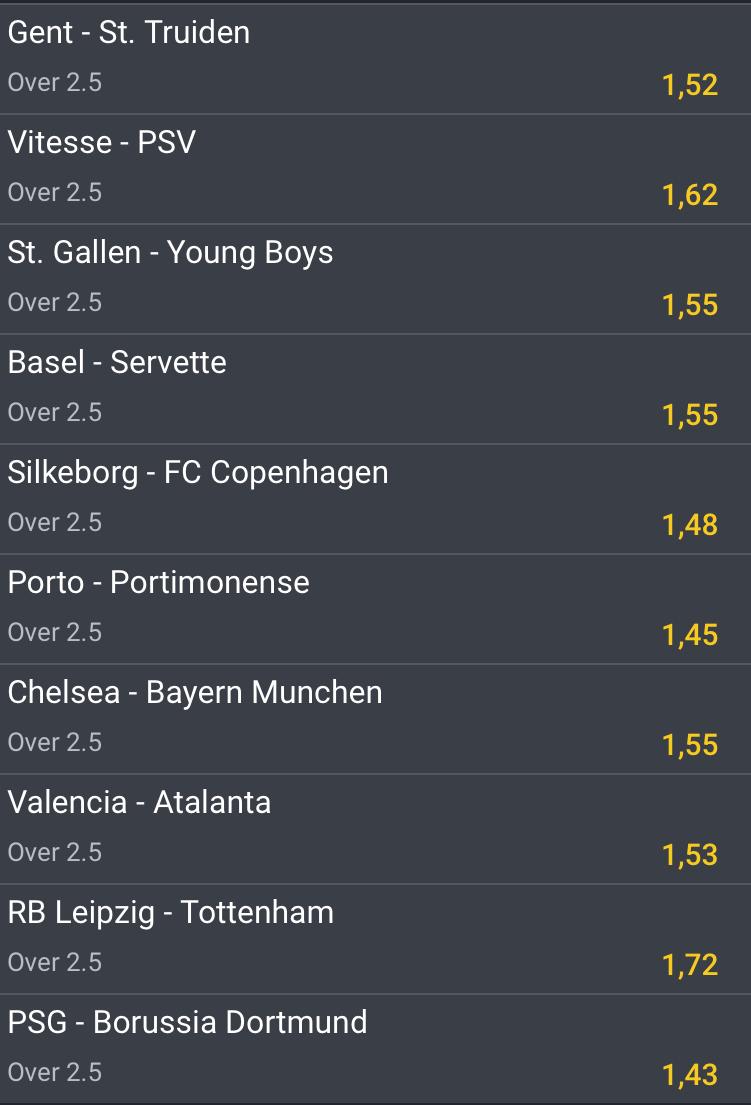 Gent - St. Truiden
Over 2.5
1,52
Vitesse - PSV
Over 2.5
1,62
St. Gallen - Young Boys
Over 2.5
1,55
Basel - Servette
Over 2.5
1,55
Silkeborg - FC Copenhagen
Over 2.5
1,48
Porto - Portimonense
Over 2.5
1,45
Chelsea - Bayern Munchen
Over 2.5
1,55
Valencia - Atalanta
Over 2.5
1,53
RB Leipzig - Tottenham
Over 2.5
1,72
PSG - Borussia Dortmund
Over 2.5
1,43